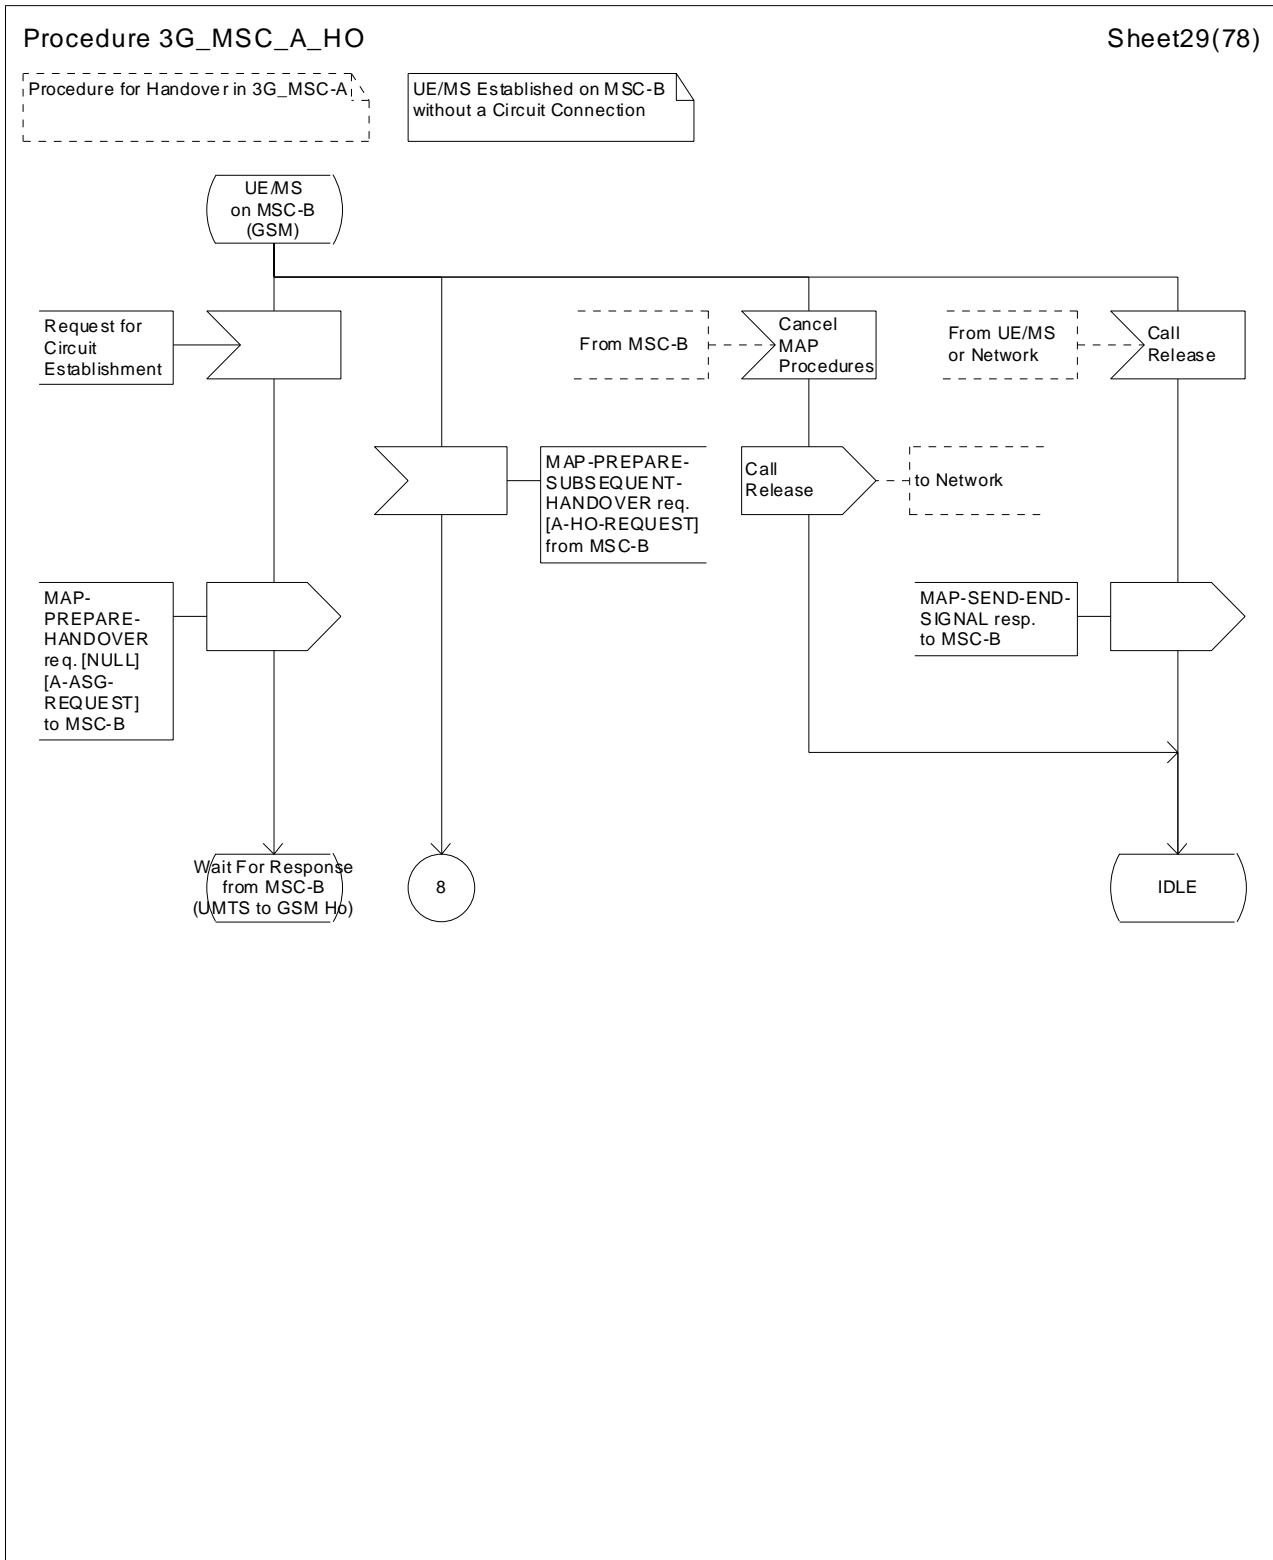 Procedure 3G_MSC_A_HO
Sheet29(78)
Procedure for Handover in 3G_MSC-A
UE/MS Established on MSC-B
without a Circuit Connection
UE/MS
on MSC-B
(GSM)
Request for
Circuit
Establishment
From MSC-B
Cancel
MAP
Procedures
From UE/MS
or Network
Call
Release
MAP-PREPARE-
SUBSEQUENT-
HANDOVER req.
[A-HO-REQUEST]
from MSC-B
Call
Release
to Network
MAP-
PREPARE-
HANDOVER
req. [NULL]
[A-ASG-
REQUEST]
to MSC-B
MAP-SEND-END-
SIGNAL resp.
to MSC-B
Wait For Response
from MSC-B
(UMTS to GSM Ho)
8
IDLE